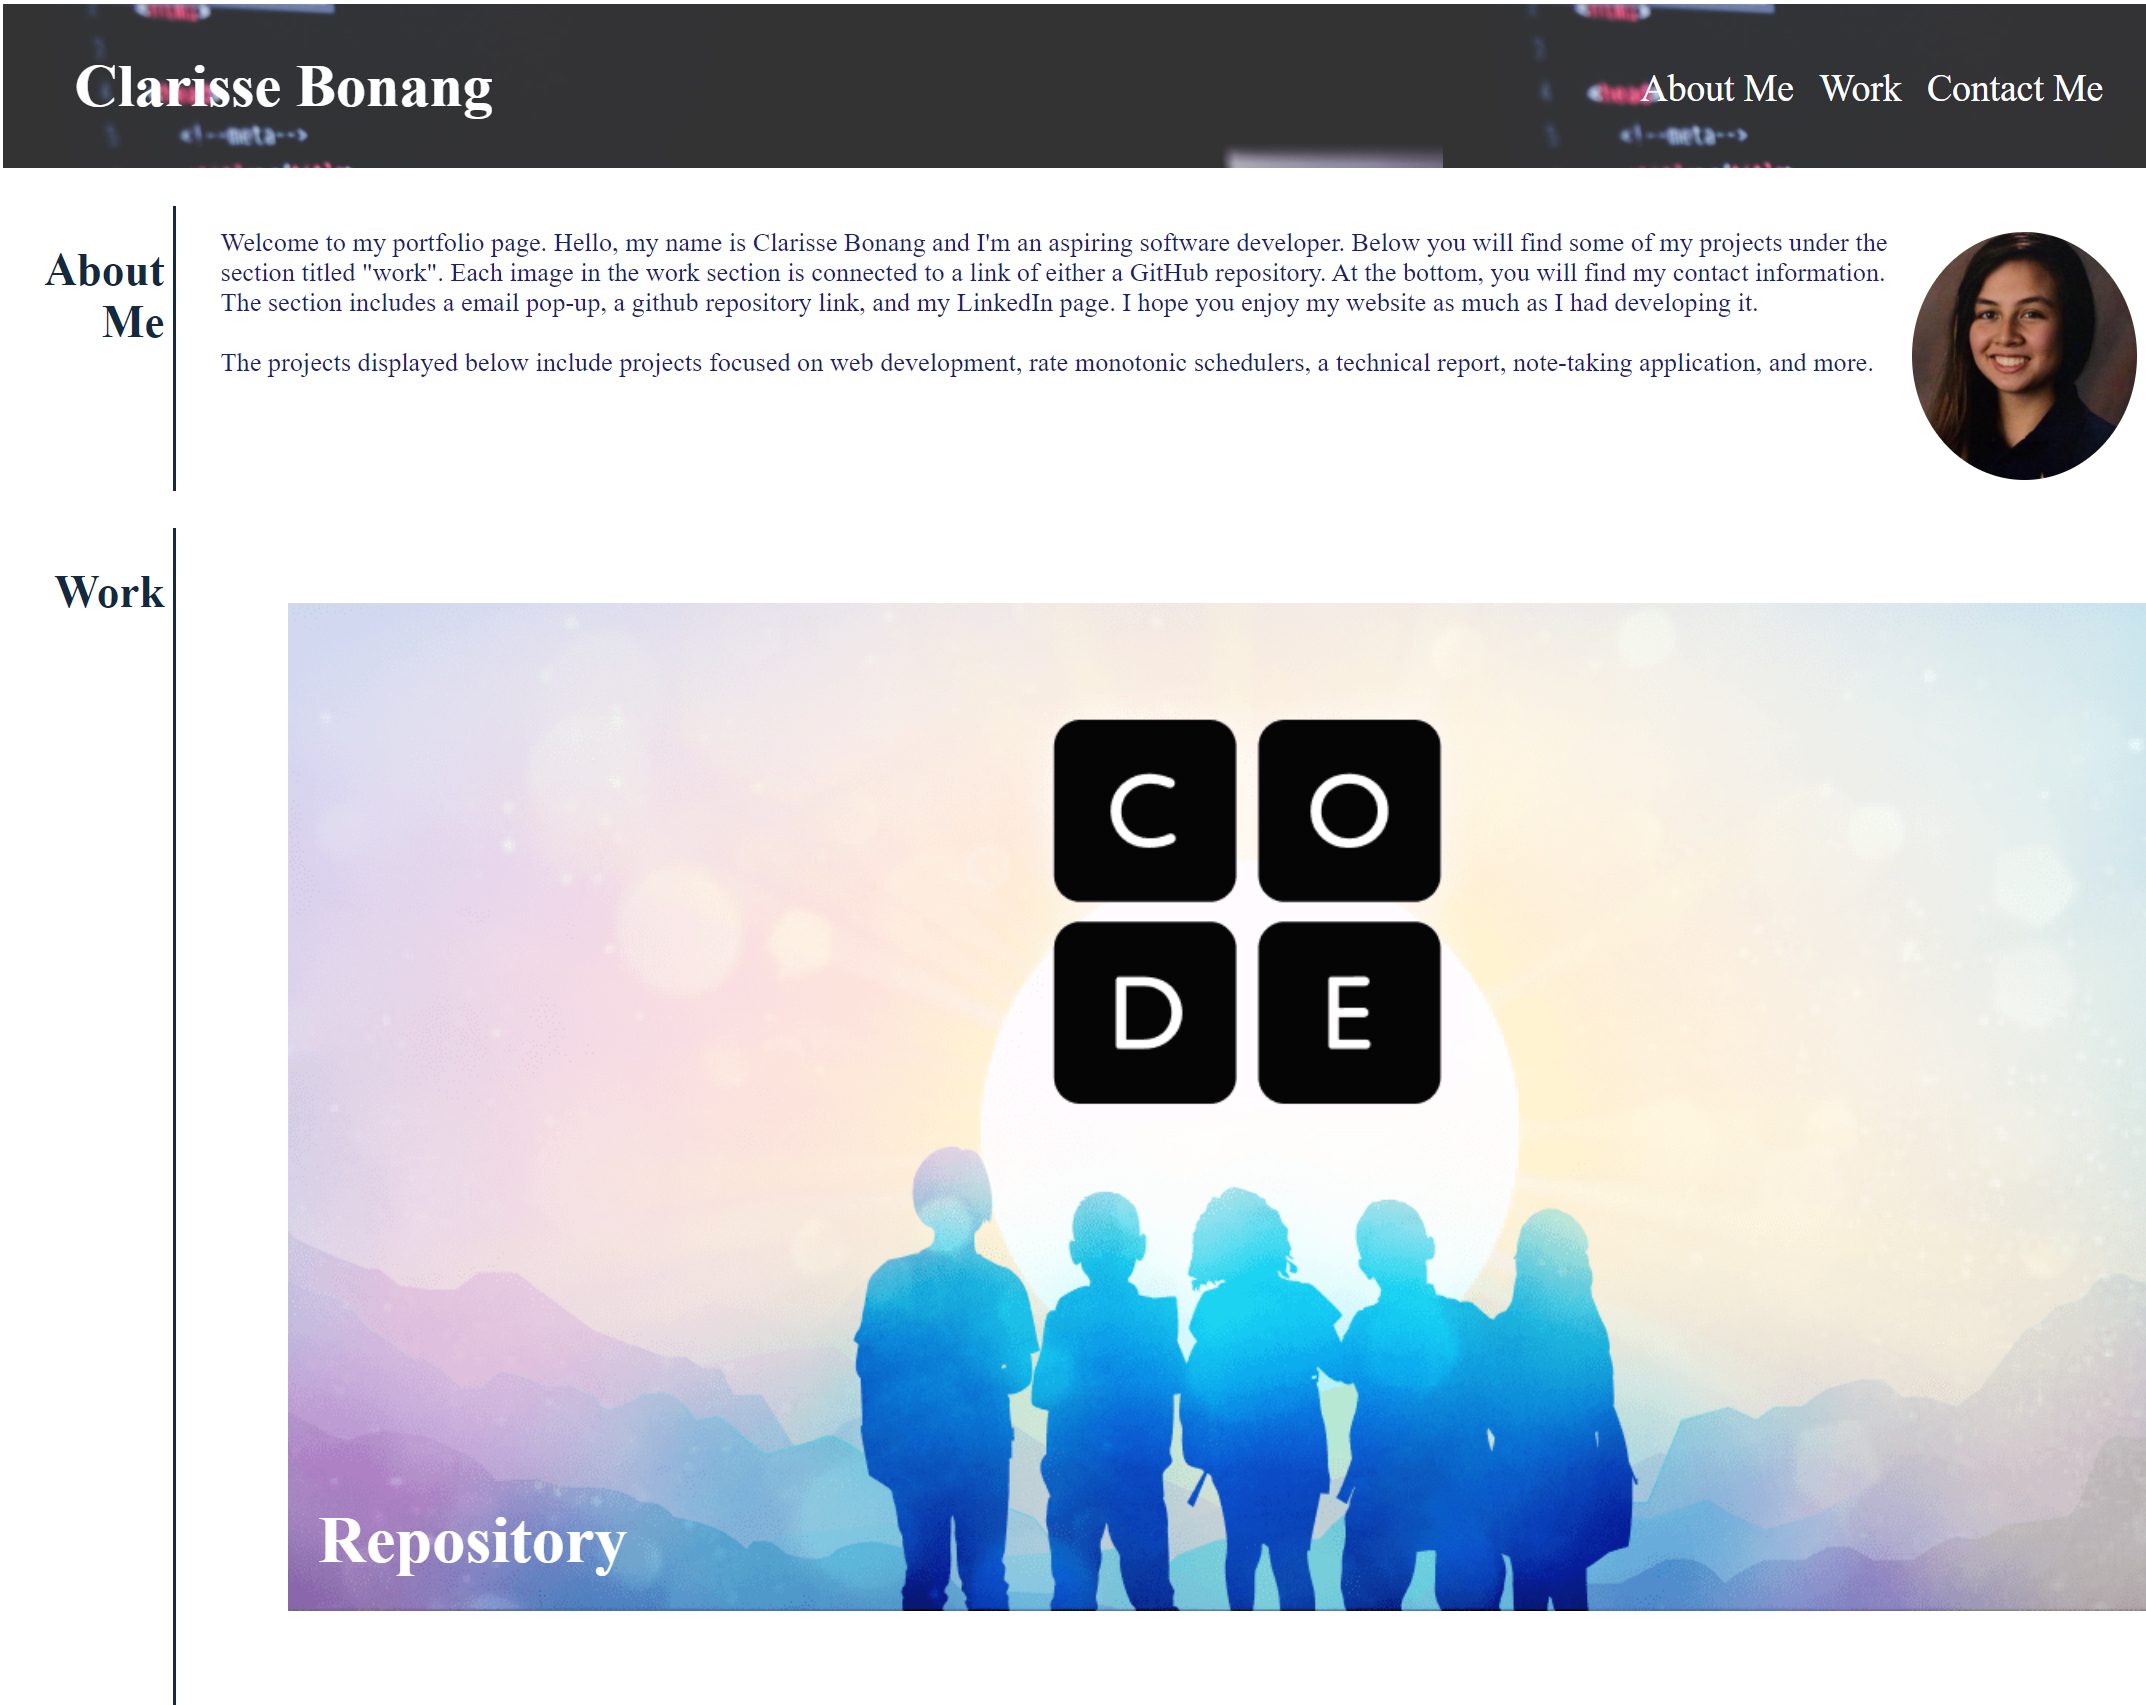 Clarisse Bonang
About Me Work Contact Me
<!--meta-->
<!--meta-->
About
Me
Welcome to my portfolio page. Hello, my name is Clarisse Bonang and I'm an aspiring software developer. Below you will find some of my projects under the
section titled "work". Each image in the work section is connected to a link of either a GitHub repository. At the bottom, you will find my contact information.
The section includes a email pop-up, a github repository link, and my LinkedIn page. I hope you enjoy my website as much as I had developing it.
The projects displayed below include projects focused on web development, rate monotonic schedulers, a technical report, note-taking application, and more.
Work
C O
D E
Repository